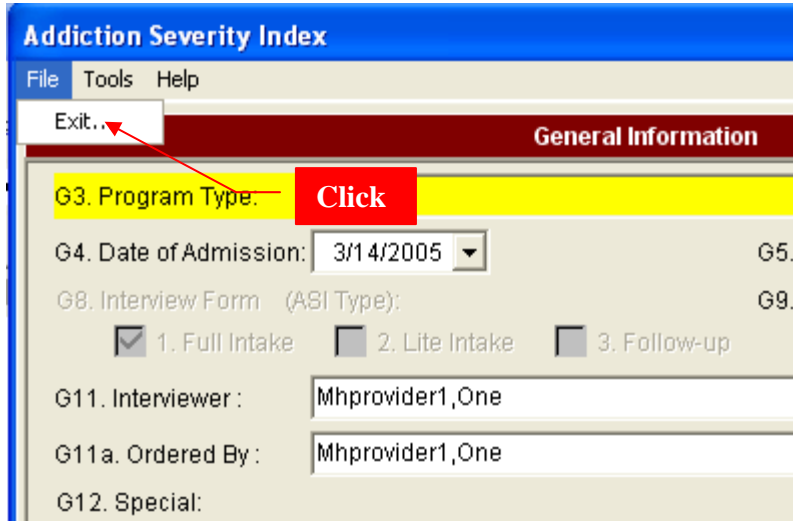 Addiction Severity Index
File Tools Help
Exit..
General Information
G3. Program Type:
Click
G4. Date of Admission: 3/14/2005 G5.
G8. Interview Form (ASI Type): G9.
1. Full Intake 2. Lite Intake 3. Follow-up
G11. Interviewer : Mhprovider1,One
G11a. Ordered By : Mhprovider1,One
G12. Special: